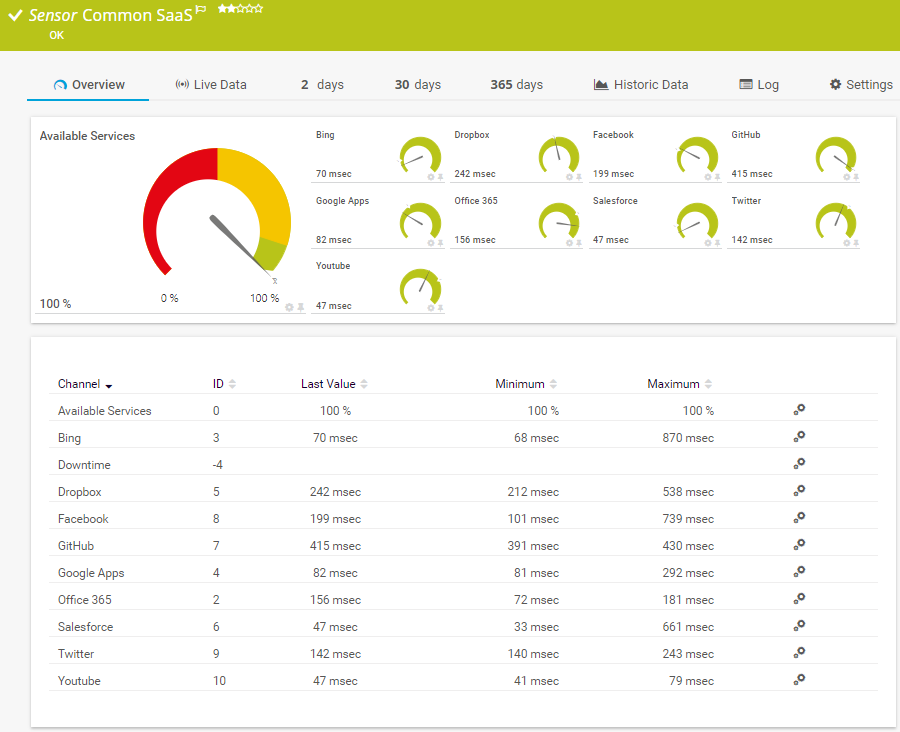 Sensor Common SaaS
OK
Overview Live Data 2 days 30 days 365 days Historic Data Log Settings
Available Services
0 %
100 %
x̄
100 %
Bing
70 msec
Dropbox
242 msec
Facebook
199 msec
GitHub
415 msec
Google Apps
82 msec
Office 365
156 msec
Salesforce
47 msec
Twitter
142 msec
Youtube
47 msec
Channel ID Last Value Minimum Maximum
Available Services 0 100 % 100 % 100 %
Bing 3 70 msec 68 msec 870 msec
Downtime -4
Dropbox 5 242 msec 212 msec 538 msec
Facebook 8 199 msec 101 msec 739 msec
GitHub 7 415 msec 391 msec 430 msec
Google Apps 4 82 msec 81 msec 292 msec
Office 365 2 156 msec 72 msec 181 msec
Salesforce 6 47 msec 33 msec 661 msec
Twitter 9 142 msec 140 msec 243 msec
Youtube 10 47 msec 41 msec 79 msec